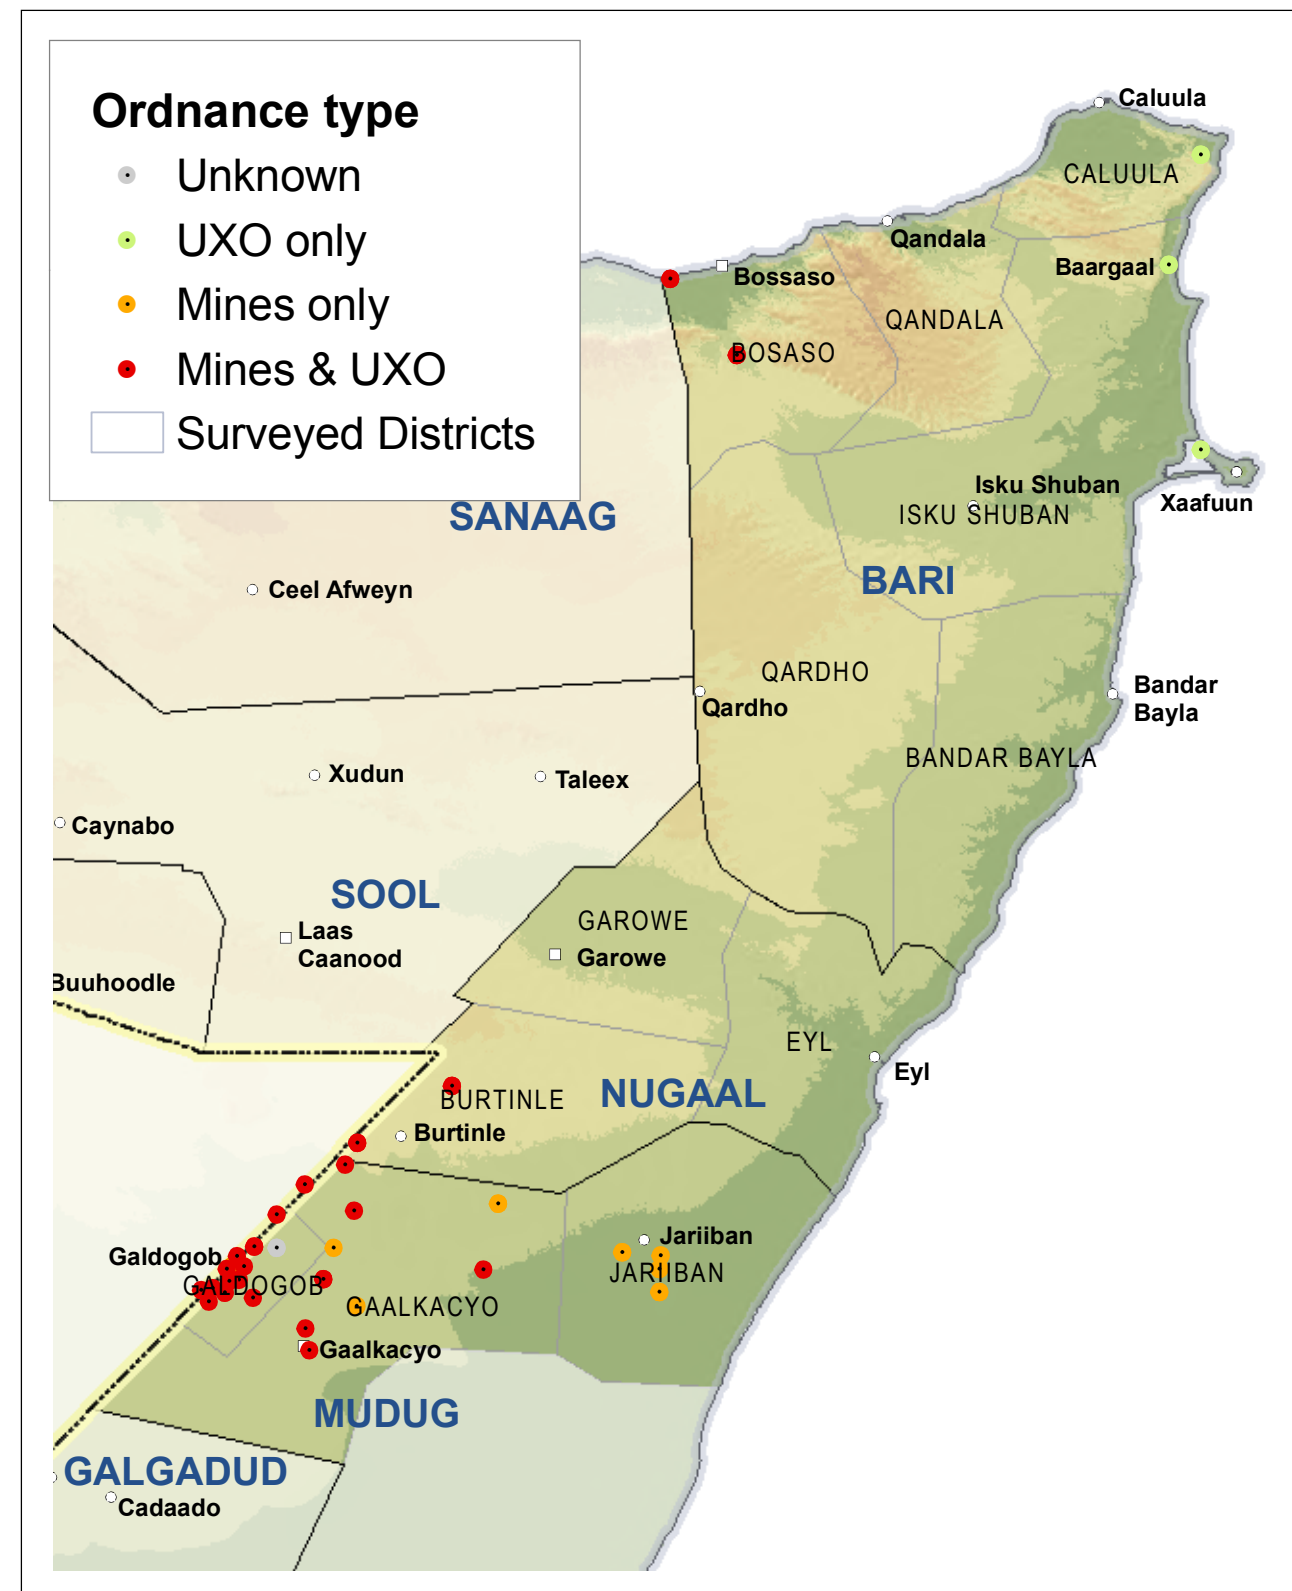 Ordnance type
Unknown
UXO only
Mines only
Mines & UXO
Surveyed Districts
Caluula
CALUULA
Qandala
Baargaal
Bossaso
QANDALA
BOSASO
Isku Shuban
Xaafuun
ISKU SHUBAN
SANAAG
BARI
Ceel Afweyn
QARDHO
Bandar
Bayla
Qardho
BANDAR BAYLA
Xudun
Taleex
Caynabo
SOOL
GAROWE
Laas
Caanood
Garowe
Buuhoodle
EYL
Eyl
NUGAAL
BURTINLE
Burtinle
Jariiban
Galdogob
JARIIBAN
GALDOGOB
GAALKACYO
Gaalkacyo
MUDUG
GALGADUD
Cadaado